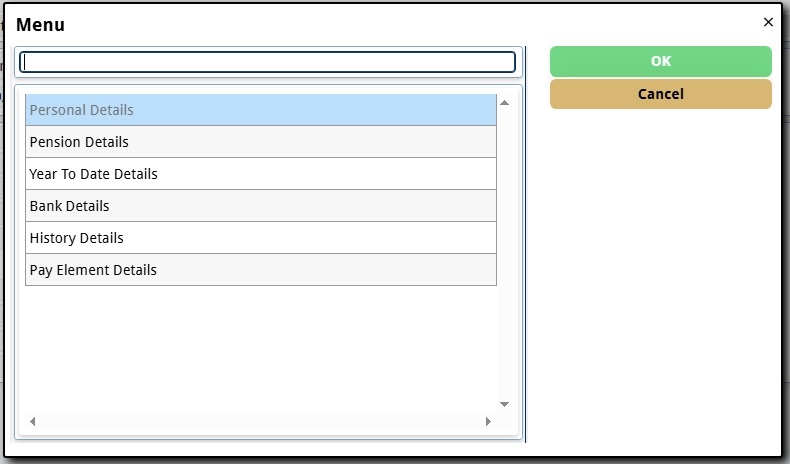 Menu
×
OK
Cancel
Personal Details
Pension Details
Year To Date Details
Bank Details
History Details
Pay Element Details